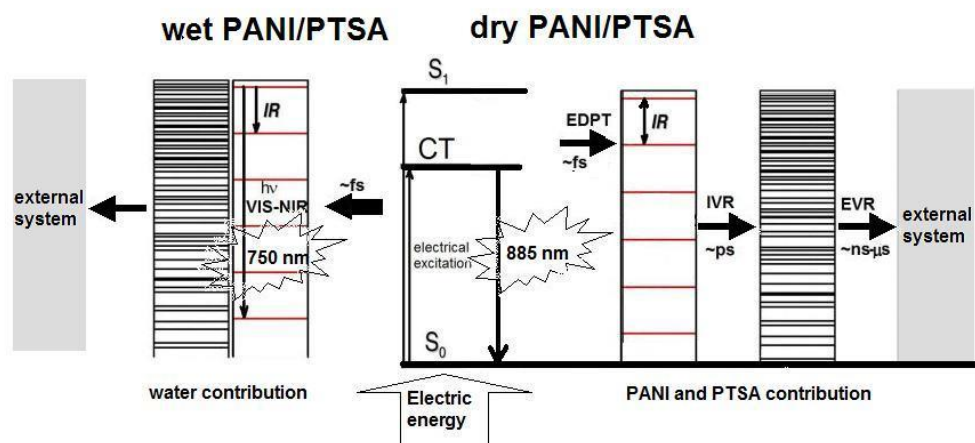 wet PANI/PTSA
dry PANI/PTSA
external
system
IR
hν
VIS-NIR
750 nm
~fs
water contribution
S1
CT
S0
electrical
excitation
885 nm
Electric
energy
EDPT
~fs
IR
IVR
~ps
EVR
~ns-μs
external
system
PANI and PTSA contribution